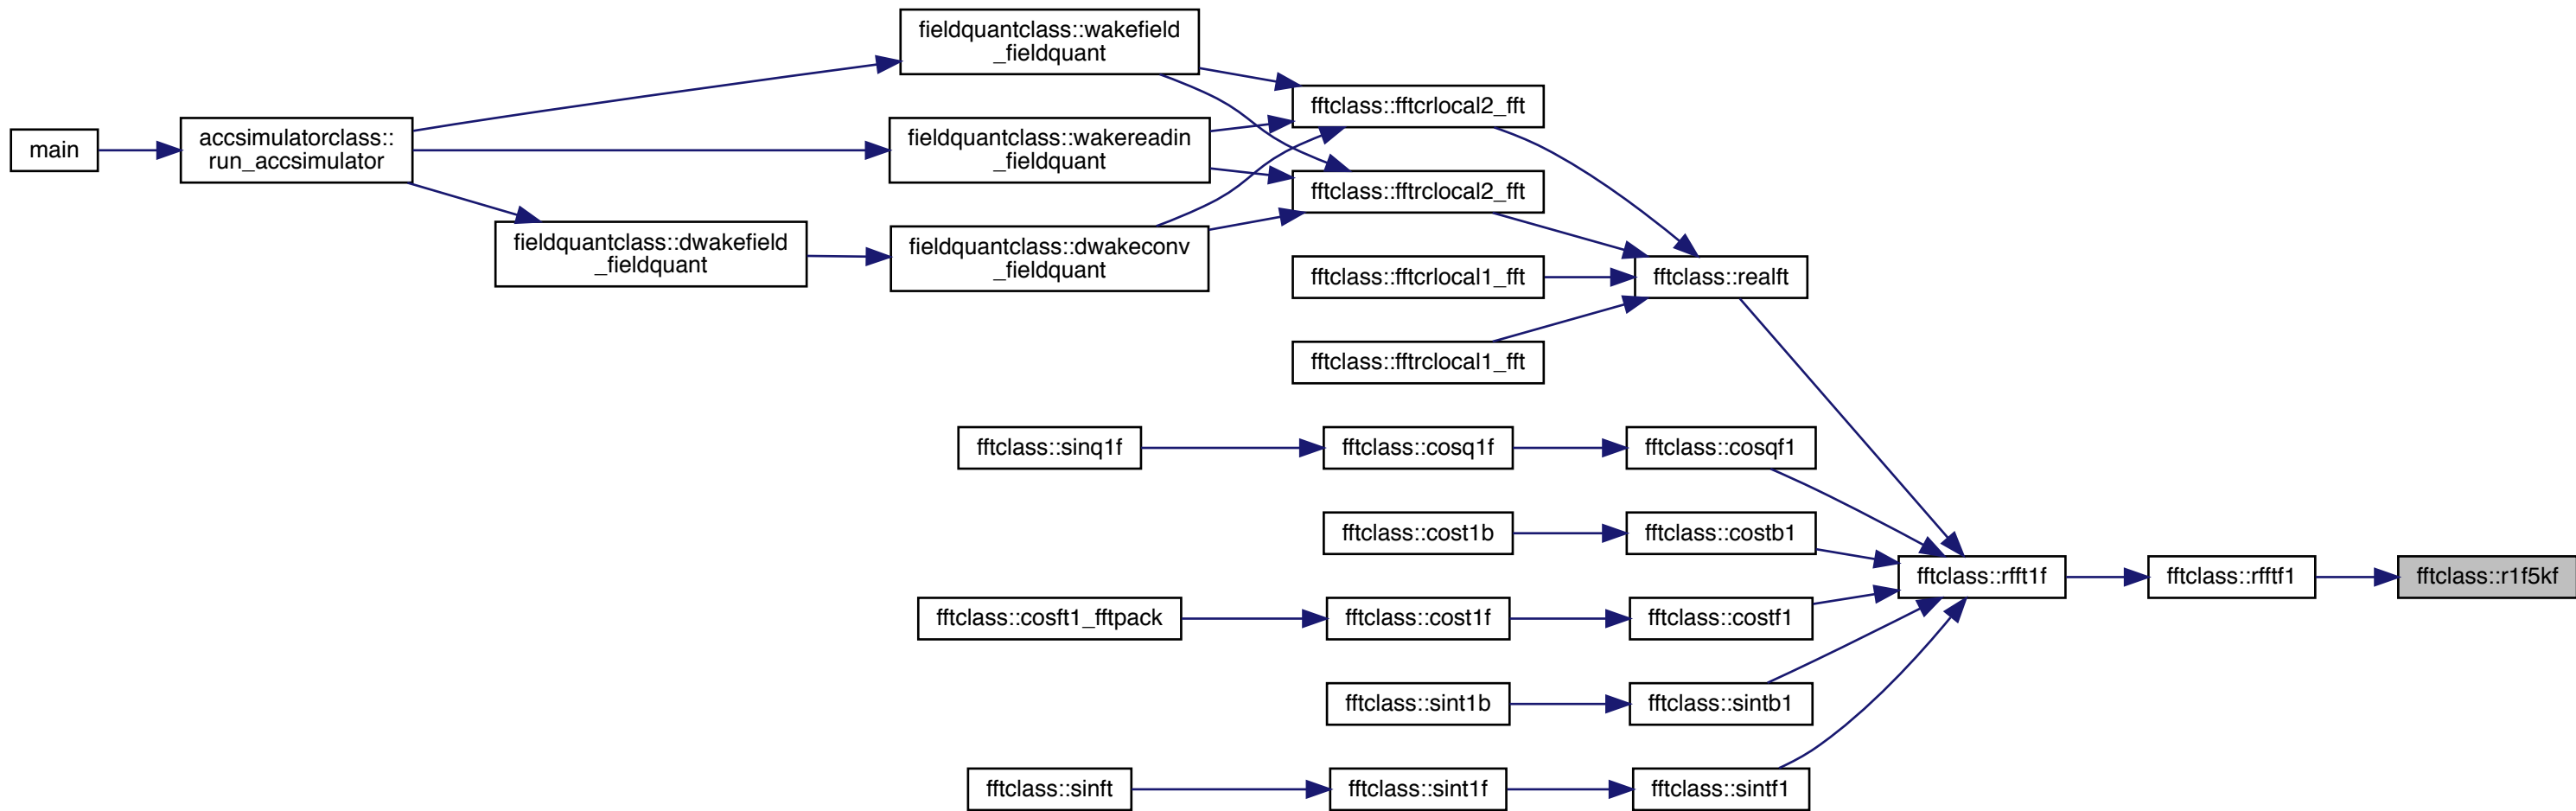 fieldquantclass::wakefield
_fieldquant
fftclass::fftcrlocal2_fft
main
accsimulatorclass::
run_accsimulator
fieldquantclass::wakereadin
_fieldquant
fftclass::fftrclocal2_fft
fieldquantclass::dwakefield
_fieldquant
fieldquantclass::dwakeconv
_fieldquant
fftclass::fftcrlocal1_fft
fftclass::realft
fftclass::fftrclocal1_fft
fftclass::sinq1f
fftclass::cosq1f
fftclass::cosqf1
fftclass::cost1b
fftclass::costb1
fftclass::rfft1f
fftclass::rfftf1
fftclass::r1f5kf
fftclass::cosft1_fftpack
fftclass::cost1f
fftclass::costf1
fftclass::sint1b
fftclass::sintb1
fftclass::sinft
fftclass::sint1f
fftclass::sintf1